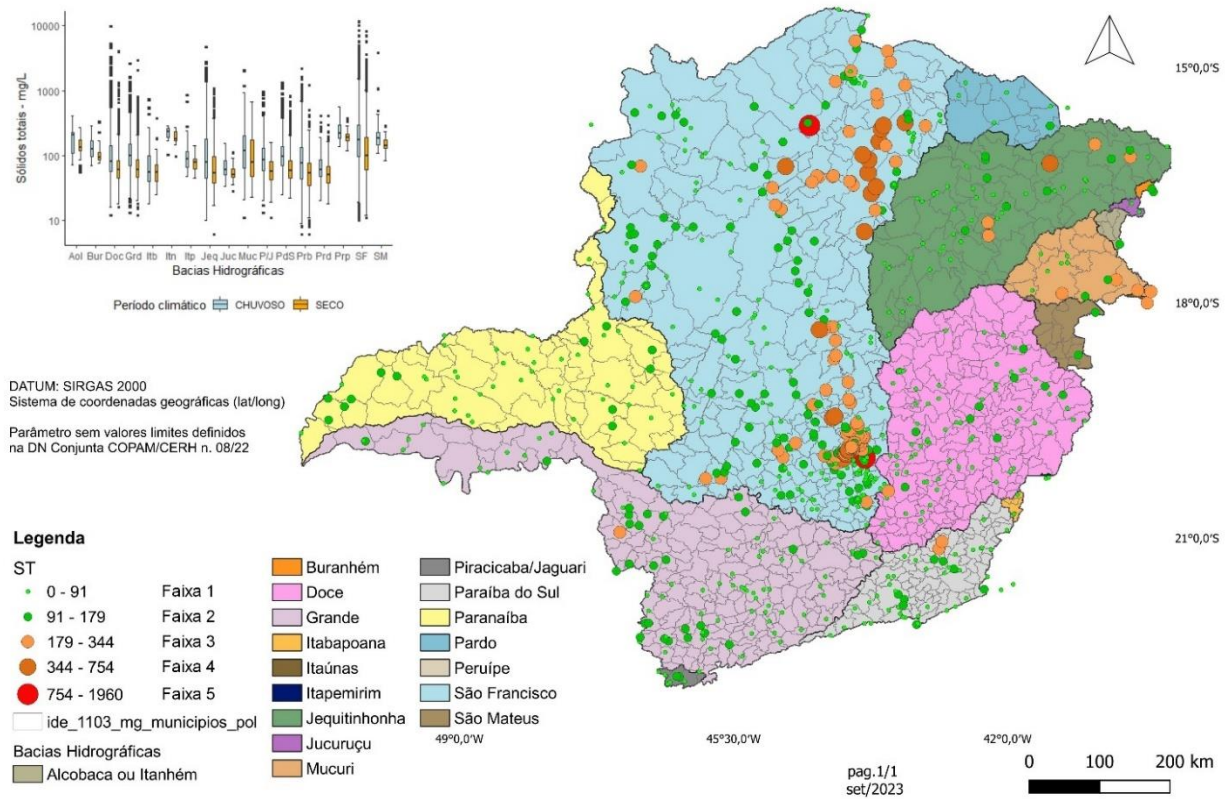 10000
1000
100
10
Sólidos totais - mg/L
Aol Bur Doc Grd Itb Itn Itp Jeq Juc Muc P/J PdS Prb Prd Prp SF SM
Bacias Hidrográficas
Período climático CHUVOSO SECO
15°0,0'S
18°0,0'S
21°0,0'S
DATUM: SIRGAS 2000
Sistema de coordenadas geográficas (lat/long)
Parâmetro sem valores limites definidos
na DN Conjunta COPAM/CERH n. 08/22
Legenda
ST
0 - 91 Faixa 1
91 - 179 Faixa 2
179 - 344 Faixa 3
344 - 754 Faixa 4
754 - 1960 Faixa 5
ide_1103_mg_municipios_pol
Bacias Hidrográficas
Alcobaca ou Itanhém
Buranhém
Doce
Grande
Itabapoana
Itaúnas
Itapemirim
Jequitinhonha
Jucuruçu
Mucuri
Piracicaba/Jaguari
Paraíba do Sul
Paranaíba
Pardo
Peruípe
São Francisco
São Mateus
49°0,0'W 45°30,0'W 42°0,0'W
pag.1/1
set/2023
0 100 200 km